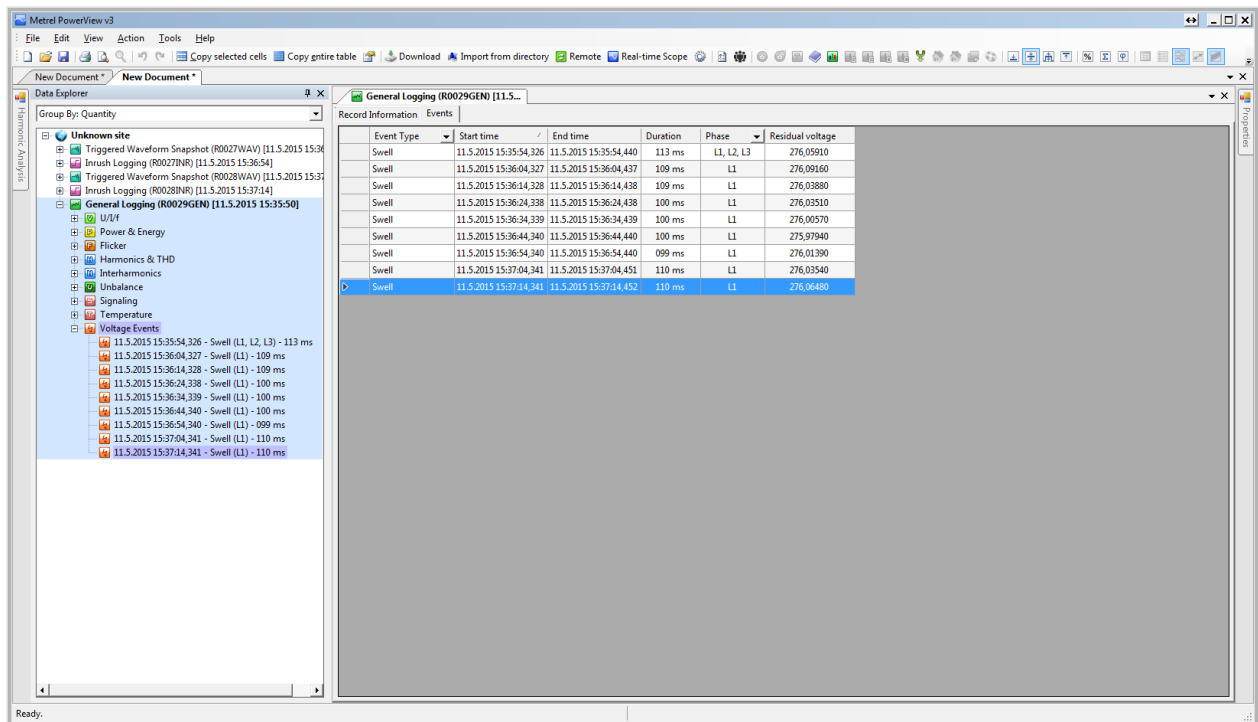 Metrel PowerView v3
File Edit View Action Tools Help
Copy selected cells Copy entire table Download Import from directory Remote Real-time Scope
New Document * New Document *
Data Explorer
Group By: Quantity
Unknown site
Triggered Waveform Snapshot (R0027WAV) [11.5.2015 15:36
Inrush Logging (R0027INR) [11.5.2015 15:36:54]
Triggered Waveform Snapshot (R0028WAV) [11.5.2015 15:37
Inrush Logging (R0028INR) [11.5.2015 15:37:14]
General Logging (R0029GEN) [11.5.2015 15:35:50]
U/I/f
Power & Energy
Flicker
Harmonics & THD
Interharmonics
Unbalance
Signaling
Temperature
Voltage Events
11.5.2015 15:35:54,326 - Swell (L1, L2, L3) - 113 ms
11.5.2015 15:36:04,327 - Swell (L1) - 109 ms
11.5.2015 15:36:14,328 - Swell (L1) - 109 ms
11.5.2015 15:36:24,338 - Swell (L1) - 100 ms
11.5.2015 15:36:34,339 - Swell (L1) - 100 ms
11.5.2015 15:36:44,340 - Swell (L1) - 100 ms
11.5.2015 15:36:54,340 - Swell (L1) - 099 ms
11.5.2015 15:37:04,341 - Swell (L1) - 110 ms
11.5.2015 15:37:14,341 - Swell (L1) - 110 ms
Harmonic Analysis
General Logging (R0029GEN) [11.5...
Record Information Events
Event Type Start time End time Duration Phase Residual voltage
Swell 11.5.2015 15:35:54,326 11.5.2015 15:35:54,440 113 ms L1, L2, L3 276,05910
Swell 11.5.2015 15:36:04,327 11.5.2015 15:36:04,437 109 ms L1 276,09160
Swell 11.5.2015 15:36:14,328 11.5.2015 15:36:14,438 109 ms L1 276,03880
Swell 11.5.2015 15:36:24,338 11.5.2015 15:36:24,438 100 ms L1 276,03510
Swell 11.5.2015 15:36:34,339 11.5.2015 15:36:34,439 100 ms L1 276,00570
Swell 11.5.2015 15:36:44,340 11.5.2015 15:36:44,440 100 ms L1 275,97940
Swell 11.5.2015 15:36:54,340 11.5.2015 15:36:54,440 099 ms L1 276,01390
Swell 11.5.2015 15:37:04,341 11.5.2015 15:37:04,451 110 ms L1 276,03540
Swell 11.5.2015 15:37:14,341 11.5.2015 15:37:14,452 110 ms L1 276,06480
Properties
Ready.